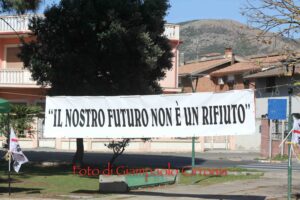 "IL NOSTRO FUTURO NON È UN RIFIUTO"
Foto di Giampaolo Cirronis